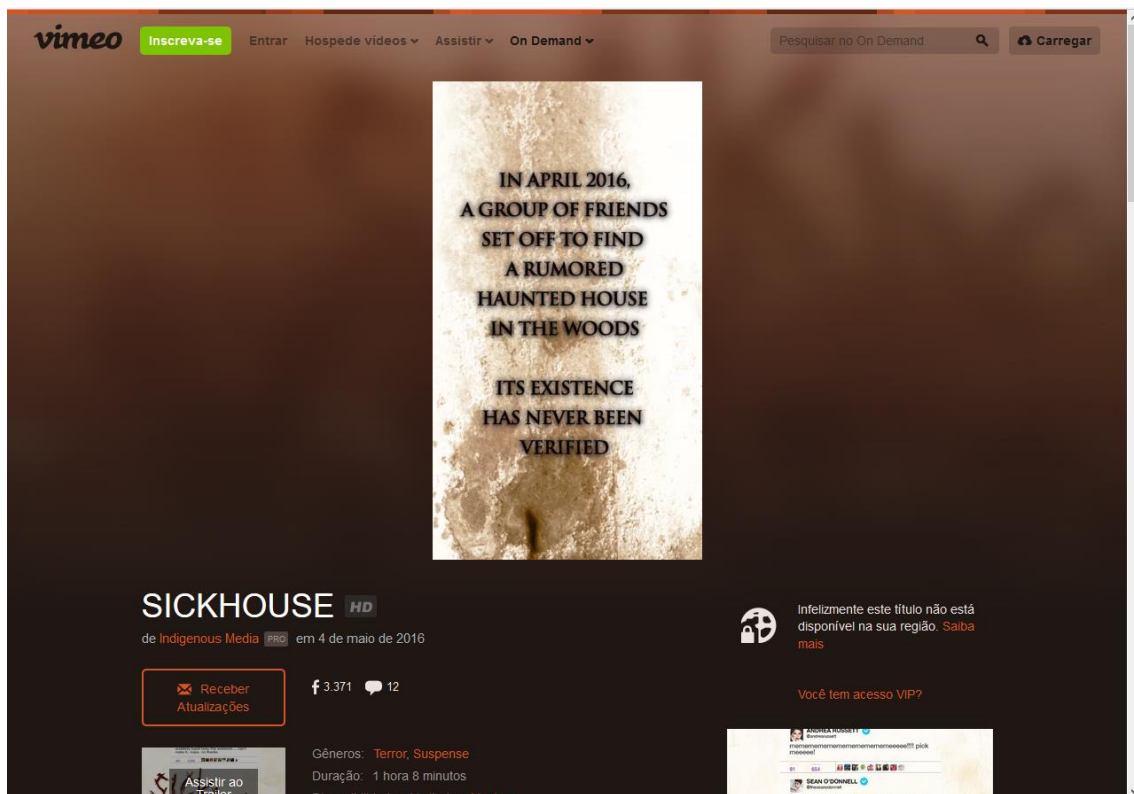 vimeo
Inscreva-se
Entrar
Hospede vídeos
Assistir
On Demand
Pesquisar no On Demand
Carregar
IN APRIL 2016,
A GROUP OF FRIENDS
SET OFF TO FIND
A RUMORED
HAUNTED HOUSE
IN THE WOODS
ITS EXISTENCE
HAS NEVER BEEN
VERIFIED
SICKHOUSE HD
de Indigenous Media PRO em 4 de maio de 2016
Receber
Atualizações
3.371
12
Infelizmente este título não está
disponível na sua região. Saiba
mais
Você tem acesso VIP?
Gêneros: Terror, Suspense
Duração: 1 hora 8 minutos
Assistir ao
Trailer
ANDREA RUSSETT
@andrearussett
pick
meeeee!
SEAN O'DONNELL